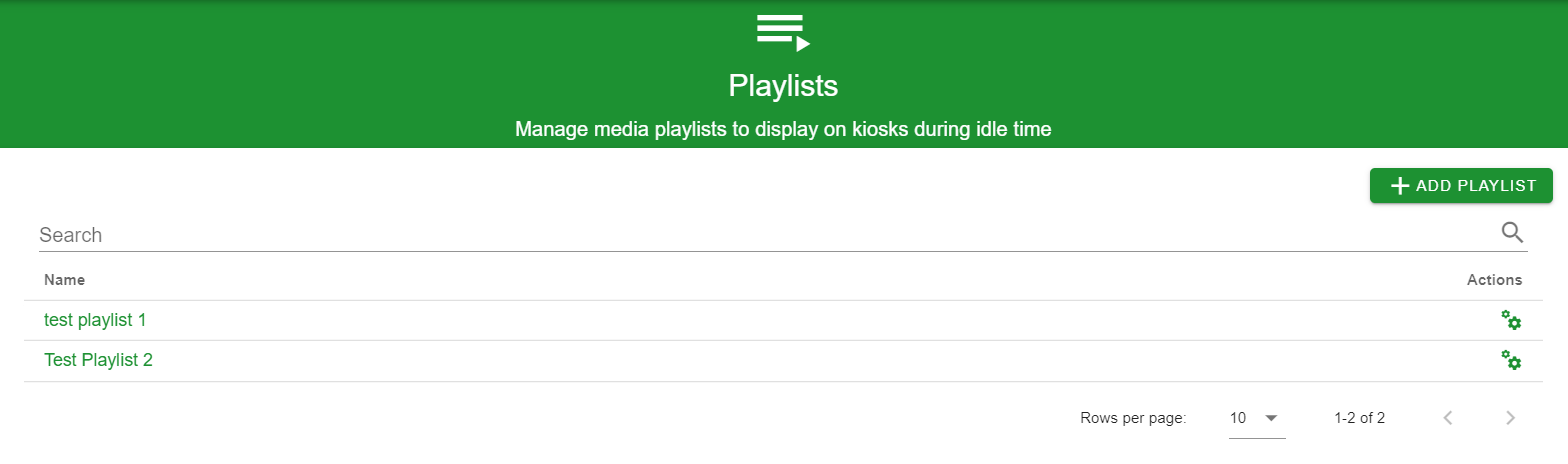 Playlists
Manage media playlists to display on kiosks during idle time
ADD PLAYLIST
Search
Name Actions
test playlist 1
Test Playlist 2
Rows per page: 10 1-2 of 2